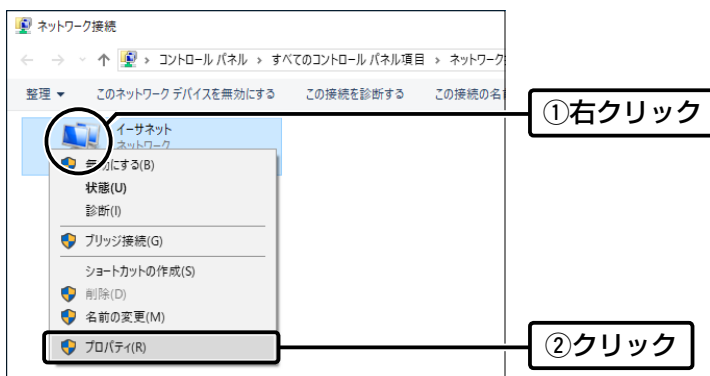 ネットワーク接続
コントロール パネル › すべてのコントロール パネル項目 › ネットワーク
整理 このネットワーク デバイスを無効にする この接続を診断する この接続の名
①右クリック
イーサネット
ネットワーク
無効にする(B)
状態(U)
診断(I)
ブリッジ接続(G)
ショートカットの作成(S)
削除(D)
名前の変更(M)
プロパティ(R)
②クリック